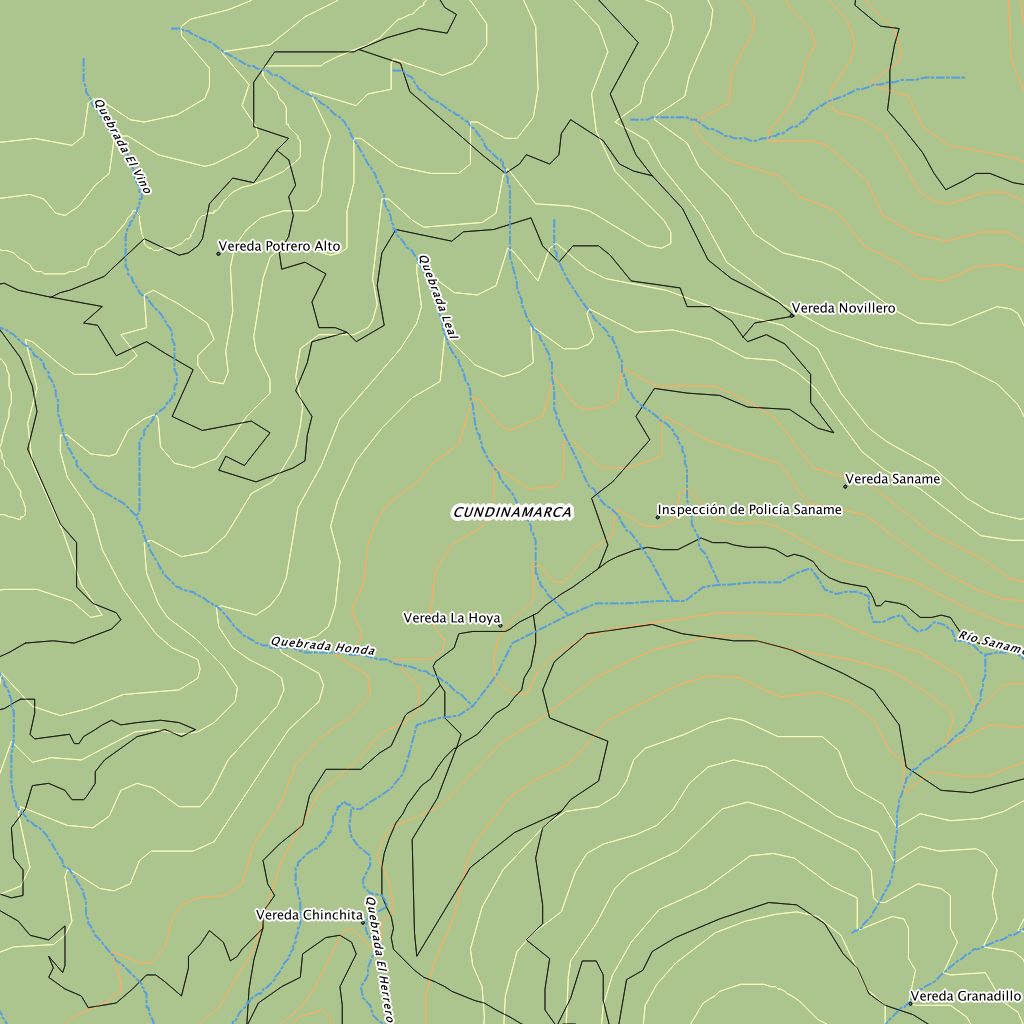 Quebrada El Vino
Vereda Potrero Alto
Quebrada Leal
Vereda Novillero
Vereda Saname
CUNDINAMARCA
Inspección de Policía Saname
Vereda La Hoya
Quebrada Honda
Río Saname
Vereda Chinchita
Quebrada El Herrero
Vereda Granadillo